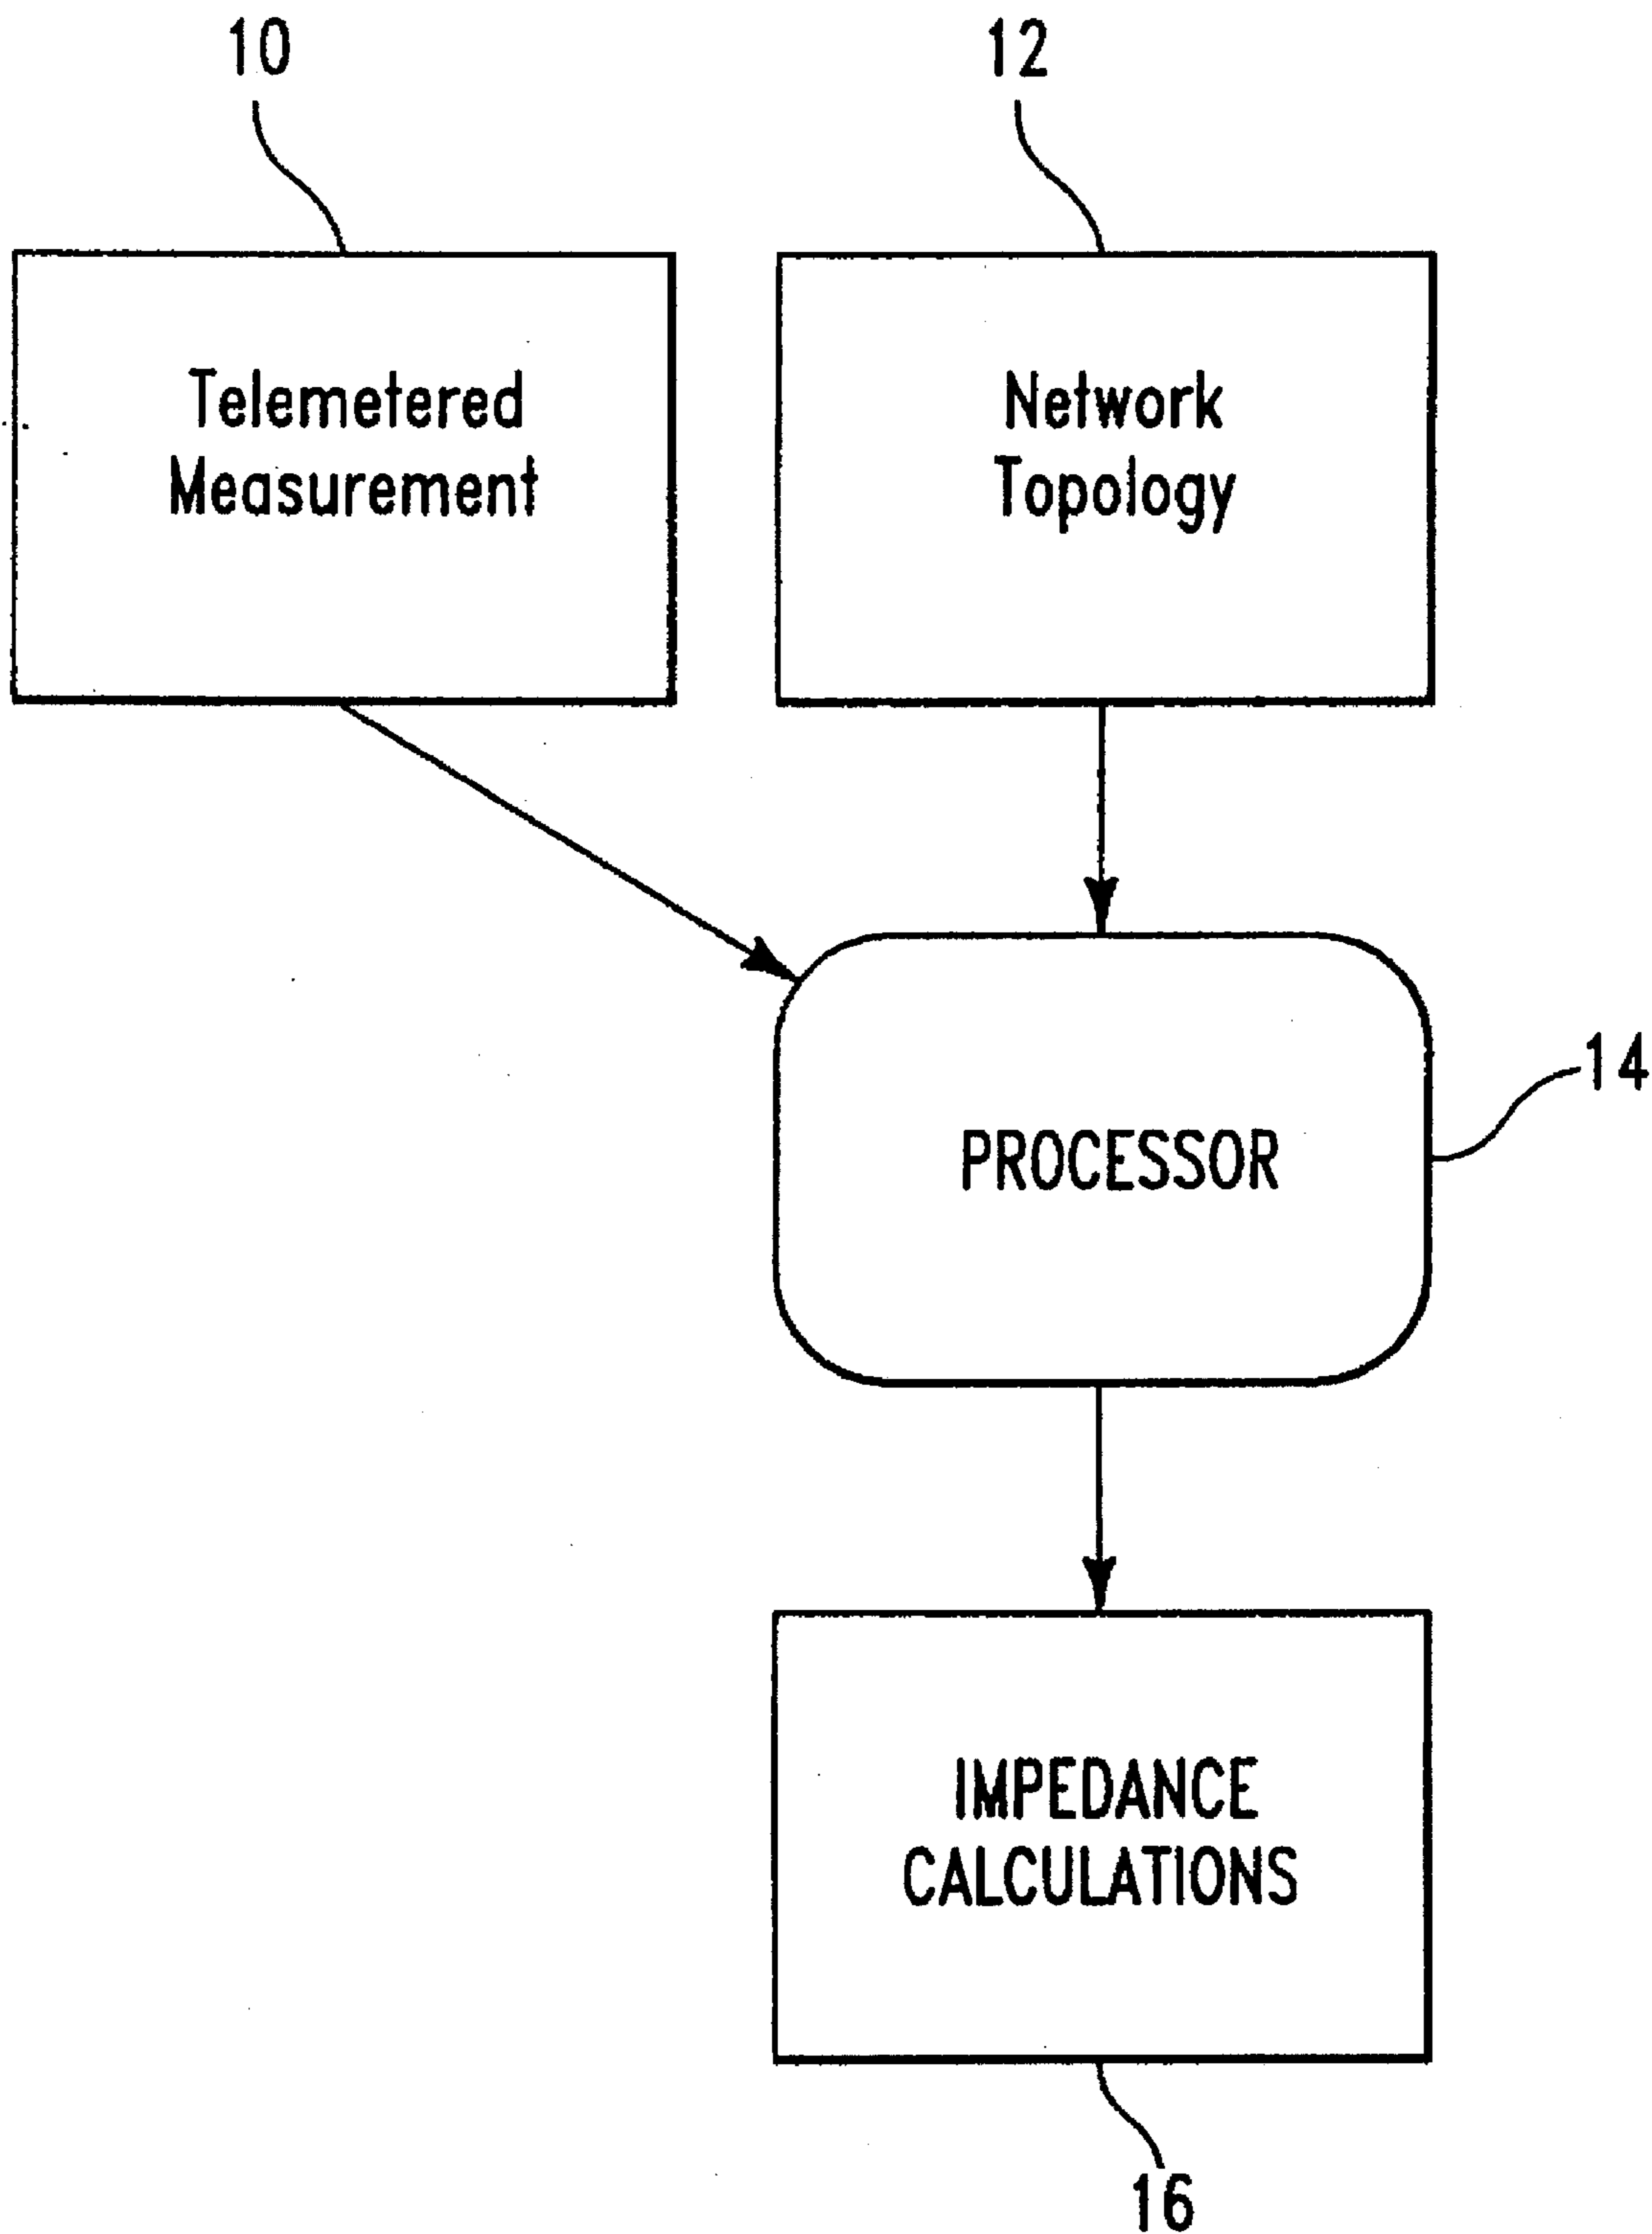 10
12
Telemetered
Measurement
Network
Topology
14
PROCESSOR
IMPEDANCE
CALCULATIONS
16